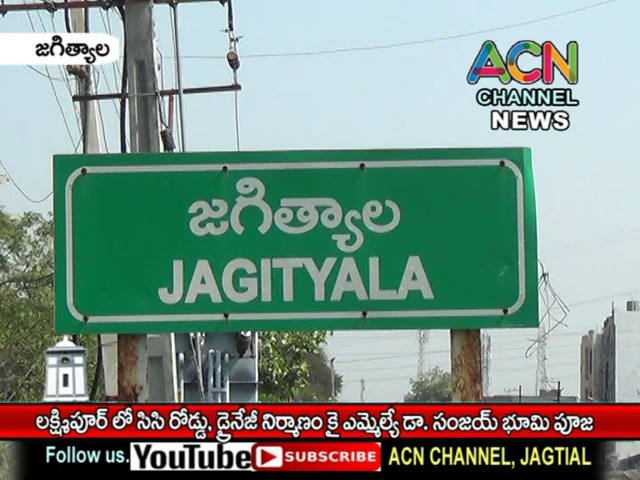 జగిత్యాల
ACN
CHANNEL
NEWS
జగిత్యాల
JAGITYALA
లక్ష్మిపూర్ లో సిసి రోడ్డు, డ్రైనేజీ నిర్మాణం కై ఎమ్మెల్యే డా. సంజయ్ భూమి పూజ
Follow us. YouTube SUBSCRIBE ACN CHANNEL, JAGTIAL